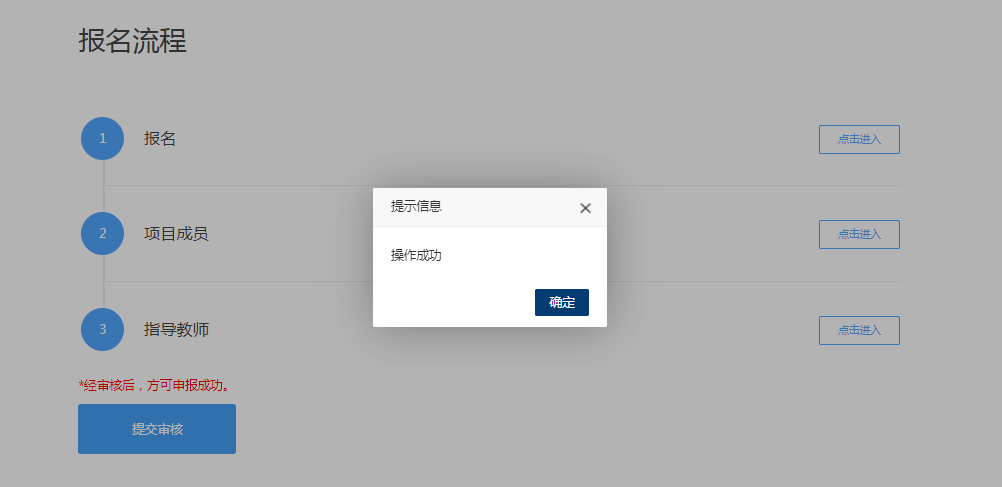 报名流程
1 报名 点击进入
2 项目成员 点击进入
3 指导教师 点击进入
*经审核后，方可申报成功。
提交审核
提示信息
操作成功
确定